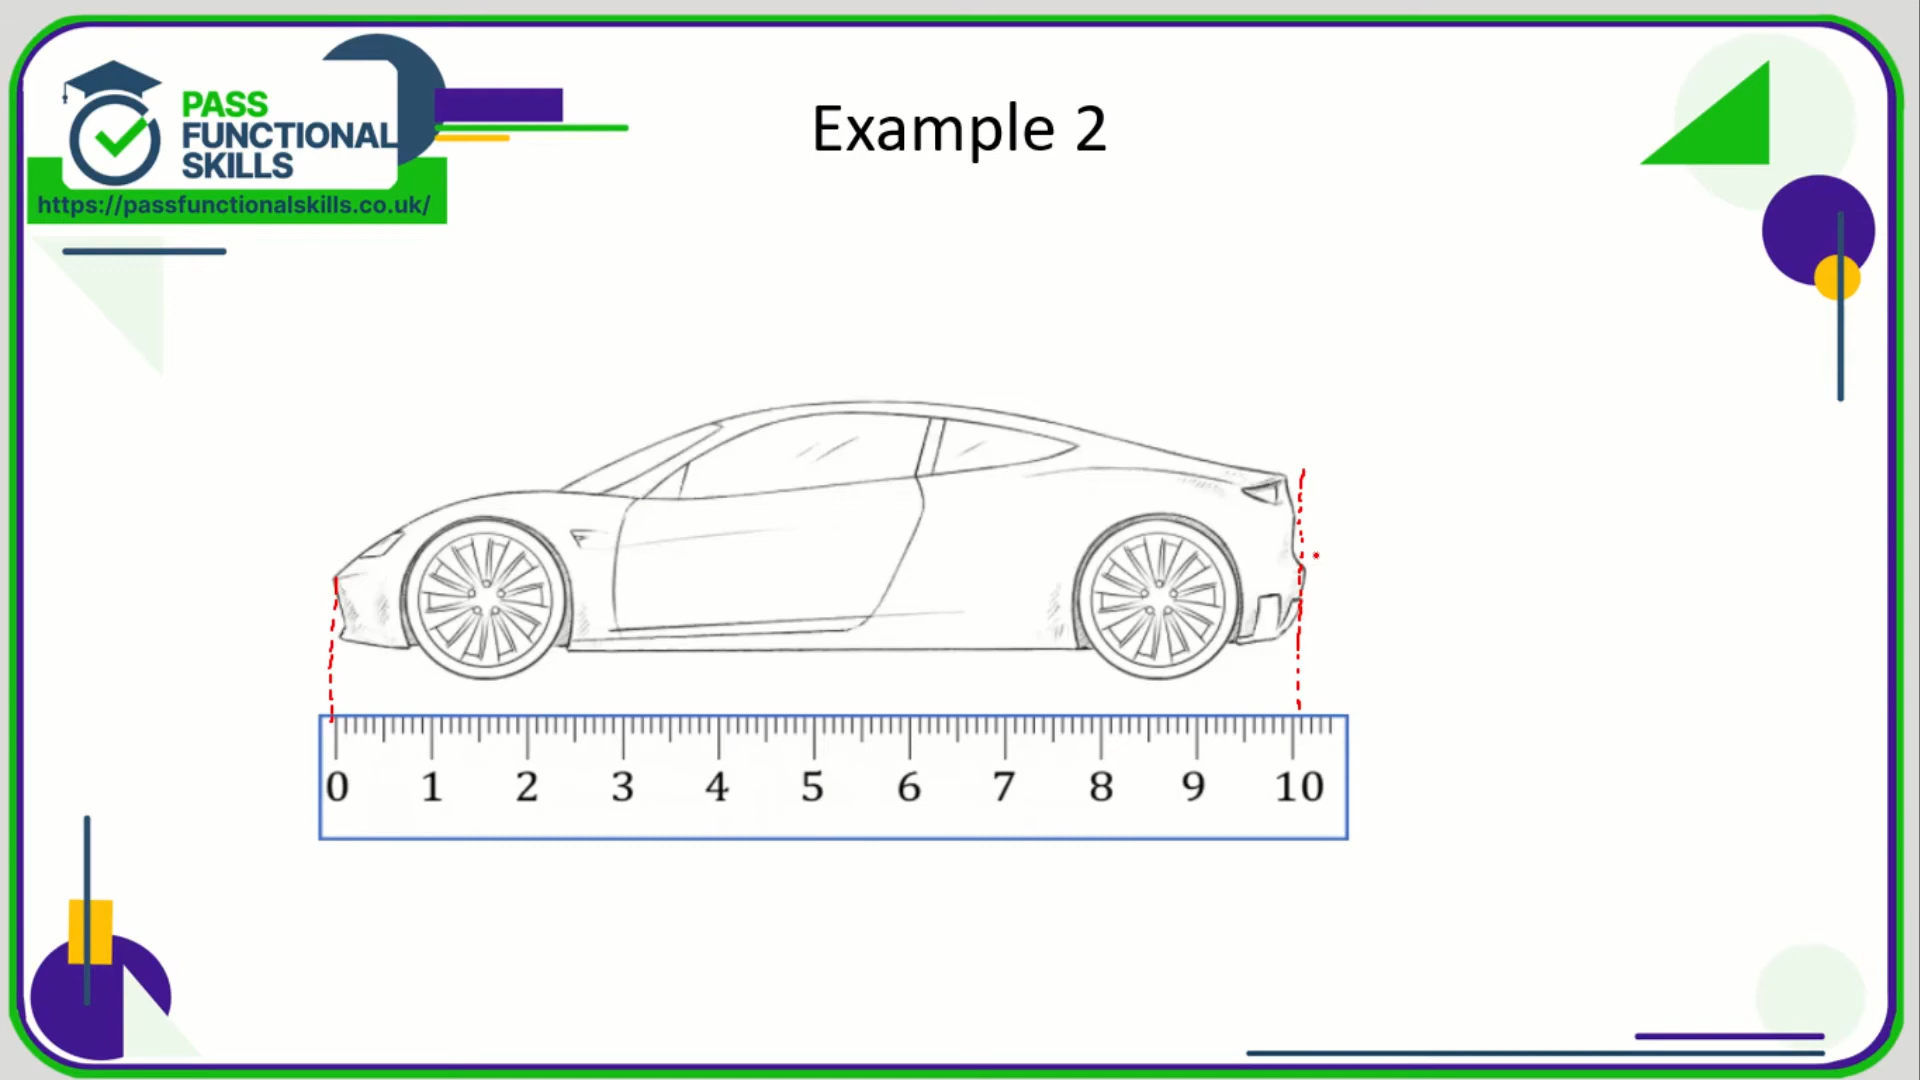 PASS
FUNCTIONAL
SKILLS
https://passfunctionalskills.co.uk/
Example 2
0 1 2 3 4 5 6 7 8 9 10